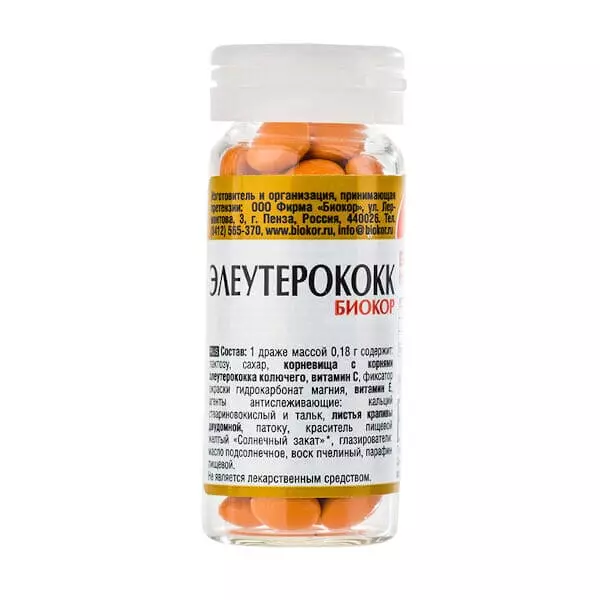 Изготовитель и организация, принимающая
претензии: ООО Фирма «Биокор», ул. Лер-
монтова, 3, г. Пенза, Россия, 440026. Тел.
(8412) 565-370, www.biokor.ru, info@biokor.ru
ЭЛЕУТЕРОКОКК
БИОКОР
RUS Состав: 1 драже массой 0,18 г содержит:
лактозу, сахар, корневища с корнями
элеутерококка колючего, витамин С, фиксатор
окраски гидрокарбонат магния, витамин Е,
агенты антислеживающие: кальций
стеариновокислый и тальк, листья крапивы
двудомной, патоку, краситель пищевой
желтый «Солнечный закат»*, глазирователи:
масло подсолнечное, воск пчелиный, парафин
пищевой.
Не является лекарственным средством.